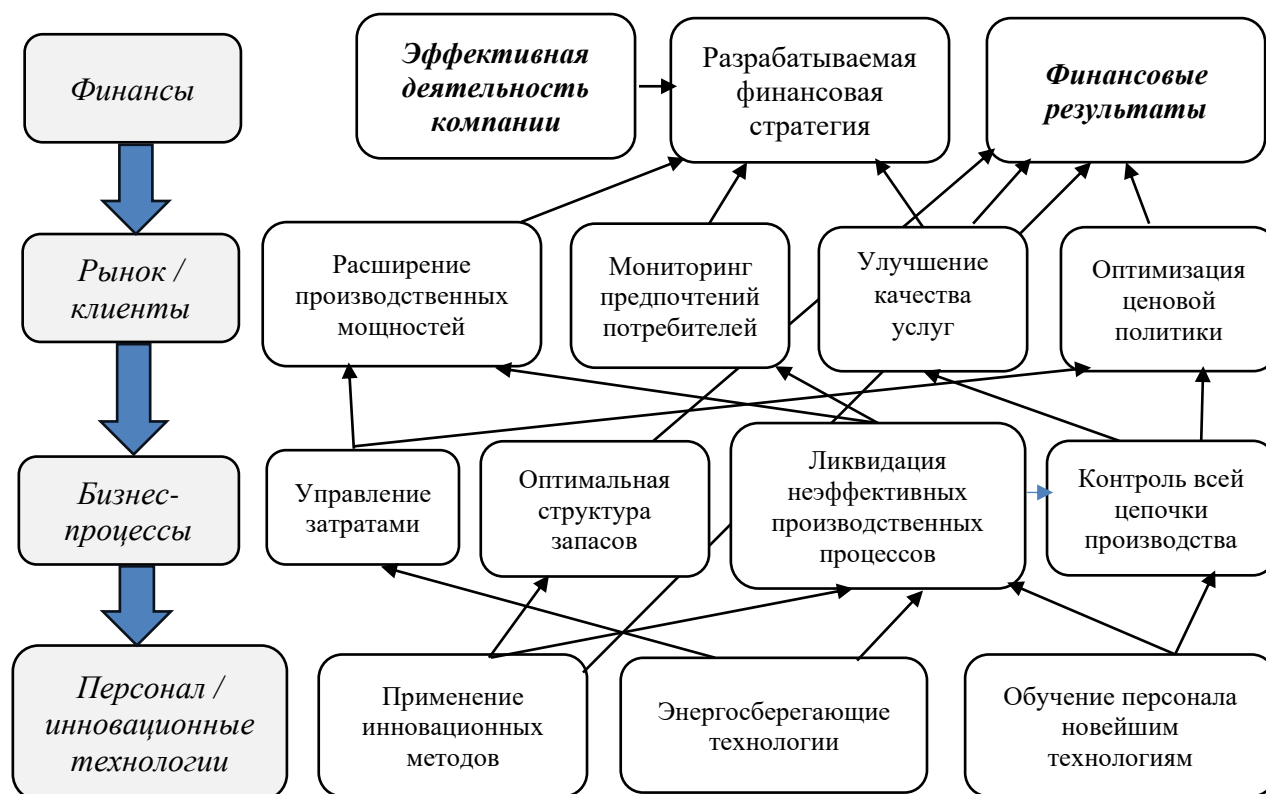 Финансы
Эффективная
деятельность
компании
Разрабатываемая
финансовая
стратегия
Финансовые
результаты
Рынок /
клиенты
Расширение
производственных
мощностей
Мониторинг
предпочтений
потребителей
Улучшение
качества
услуг
Оптимизация
ценовой
политики
Бизнес-
процессы
Управление
затратами
Оптимальная
структура
запасов
Ликвидация
неэффективных
производственных
процессов
Контроль всей
цепочки
производства
Персонал /
инновационные
технологии
Применение
инновационных
методов
Энергосберегающие
технологии
Обучение персонала
новейшим
технологиям